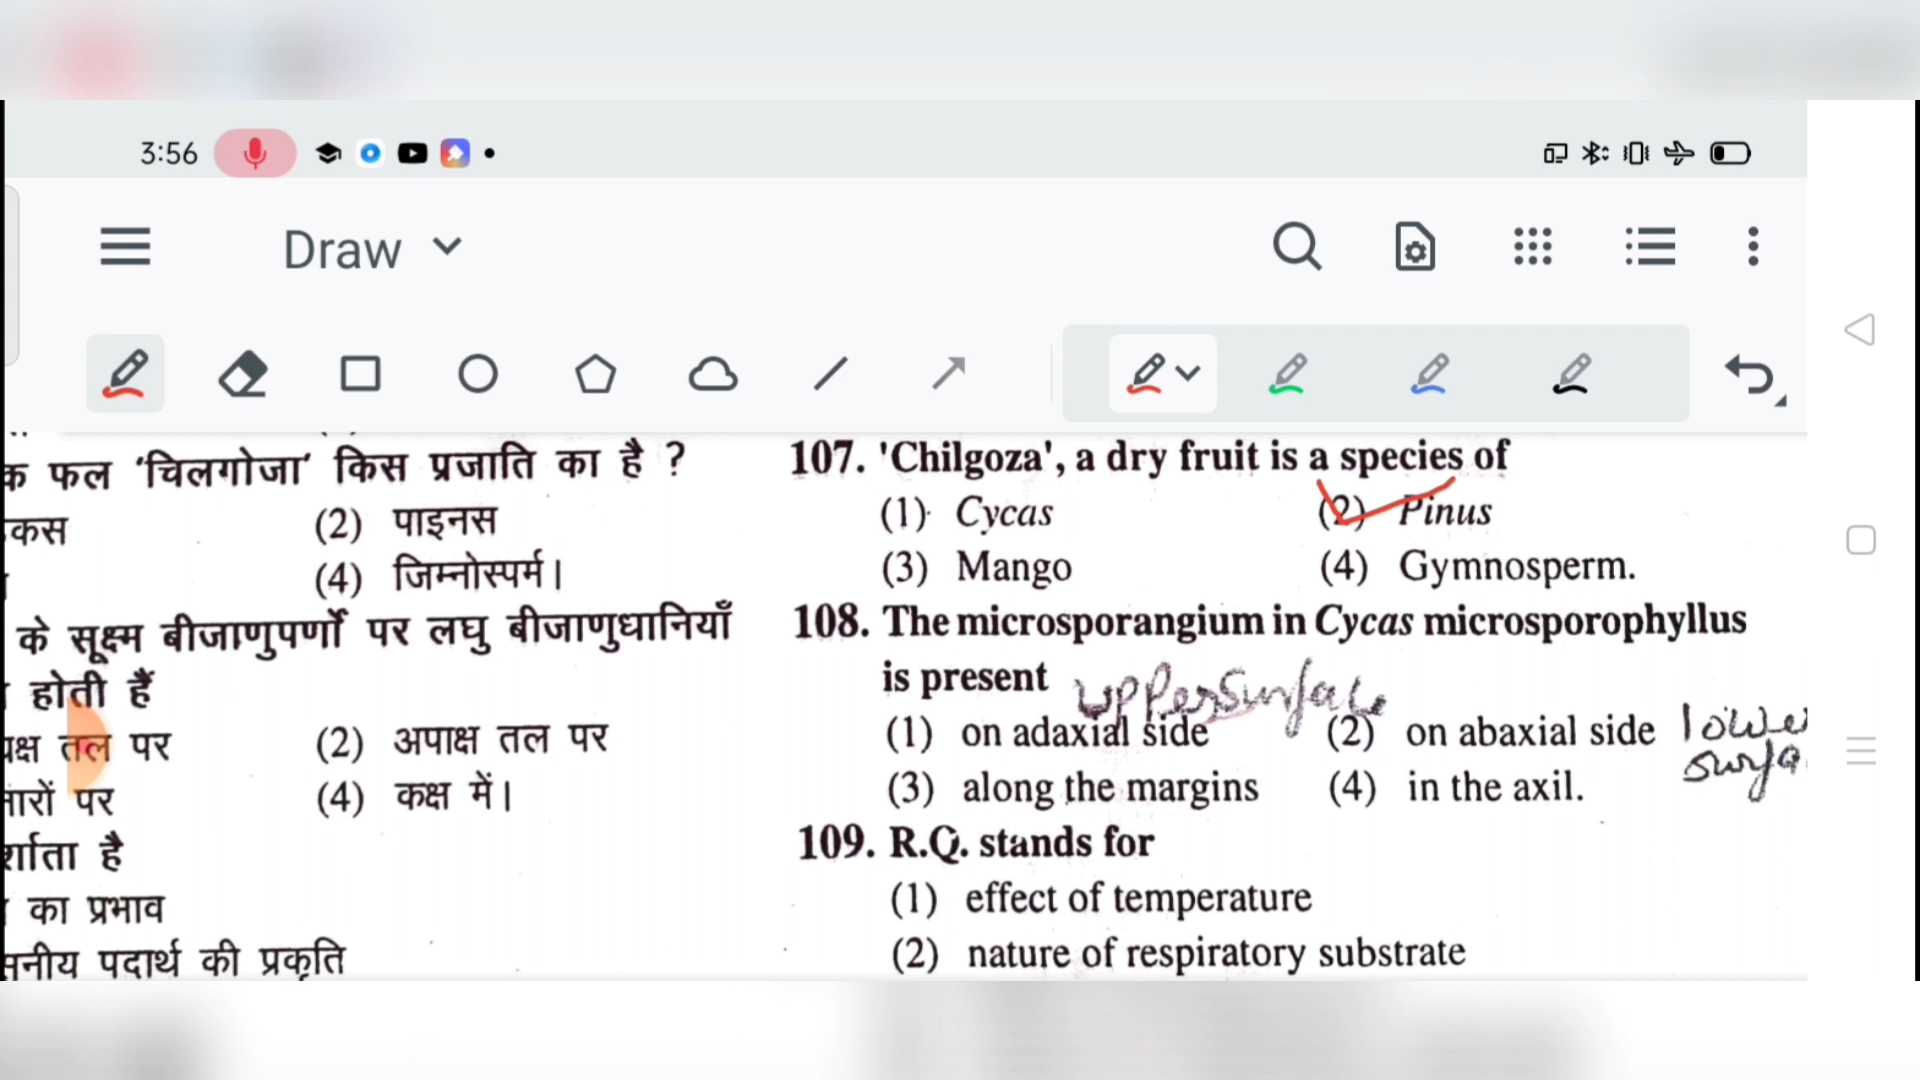 3:56
Draw
क फल 'चिलगोजा' किस प्रजाति का है ?
कस (2) पाइनस
(4) जिम्नोस्पर्म।
के सूक्ष्म बीजाणुपर्णों पर लघु बीजाणुधानियाँ
होती हैं
तल पर (2) अपाक्ष तल पर
पर (4) कक्ष में।
है
का प्रभाव
पदार्थ की प्रकृति
107. 'Chilgoza', a dry fruit is a species of
(1) Cycas (2) Pinus
(3) Mango (4) Gymnosperm.
108. The microsporangium in Cycas microsporophyllus
is present upper surface
(1) on adaxial side (2) on abaxial side lowe
surfa
(3) along the margins (4) in the axil.
109. R.Q. stands for
(1) effect of temperature
(2) nature of respiratory substrate